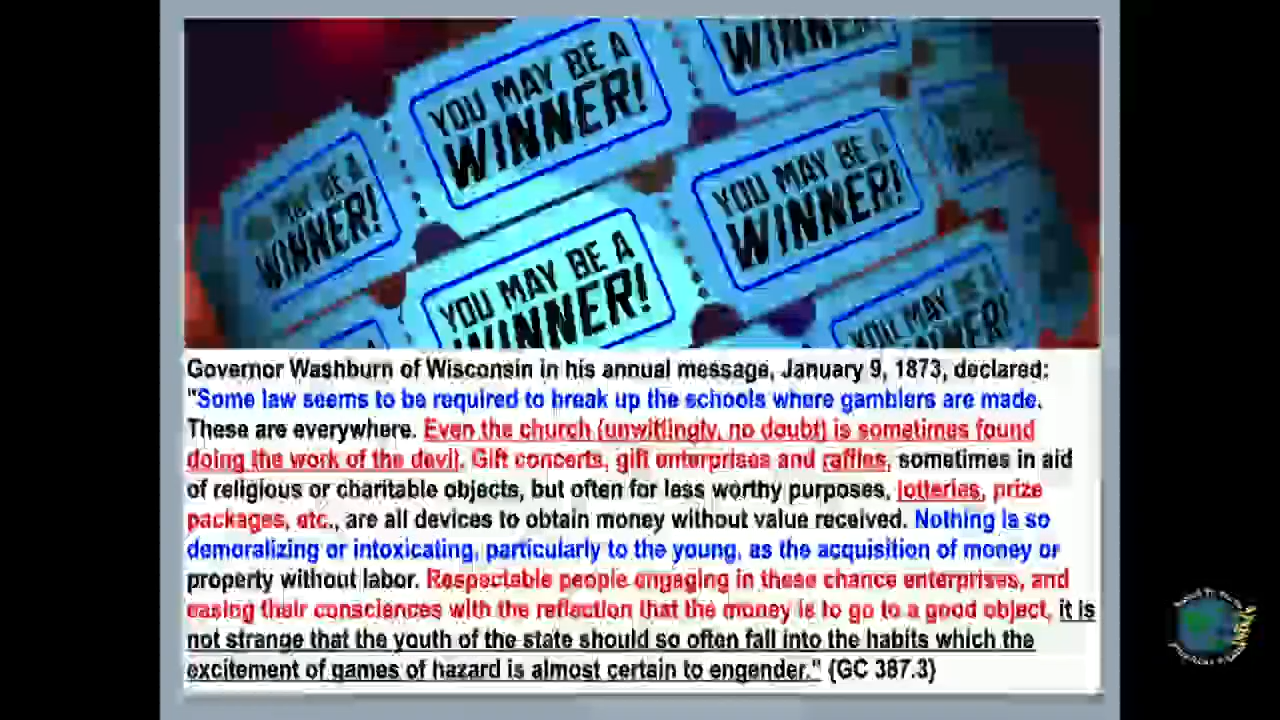 YOU MAY BE A
WINNER!
WINNER!
MAY BE A
WINNER!
YOU MAY BE A
WINNER!
YOU MAY BE A
WINNER!
YOU MAY BE A
Governor Washburn of Wisconsin in his annual message, January 9, 1873, declared:
"Some law seems to be required to break up the schools where gamblers are made.
These are everywhere. Even the church (unwittingly, no doubt) is sometimes found
doing the work of the devil. Gift concerts, gift enterprises and raffles, sometimes in aid
of religious or charitable objects, but often for less worthy purposes, lotteries, prize
packages, etc., are all devices to obtain money without value received. Nothing is so
demoralizing or intoxicating, particularly to the young, as the acquisition of money or
property without labor. Respectable people engaging in these chance enterprises, and
easing their consciences with the reflection that the money is to go to a good object, it is
not strange that the youth of the state should so often fall into the habits which the
excitement of games of hazard is almost certain to engender." {GC 387.3}